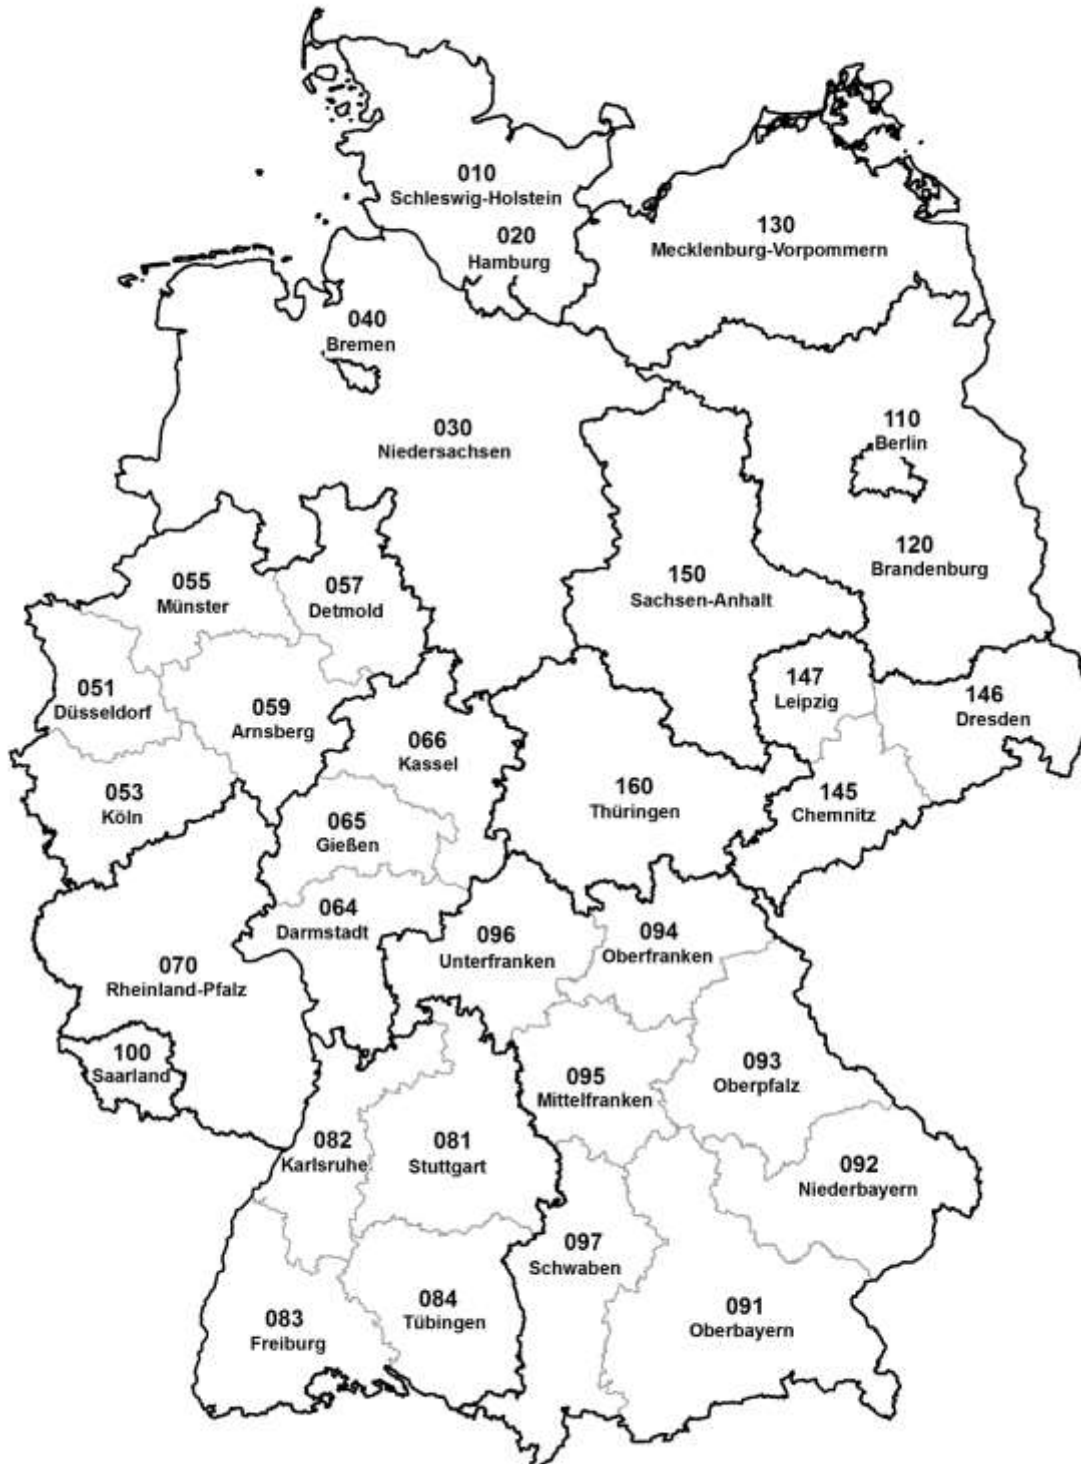 010
Schleswig-Holstein
020
Hamburg
130
Mecklenburg-Vorpommern
040
Bremen
030
Niedersachsen
110
Berlin
120
Brandenburg
150
Sachsen-Anhalt
055
Münster
057
Detmold
051
Düsseldorf
059
Arnsberg
053
Köln
066
Kassel
065
Gießen
064
Darmstadt
160
Thüringen
147
Leipzig
146
Dresden
145
Chemnitz
070
Rheinland-Pfalz
100
Saarland
096
Unterfranken
094
Oberfranken
095
Mittelfranken
093
Oberpfalz
082
Karlsruhe
081
Stuttgart
092
Niederbayern
097
Schwaben
083
Freiburg
084
Tübingen
091
Oberbayern